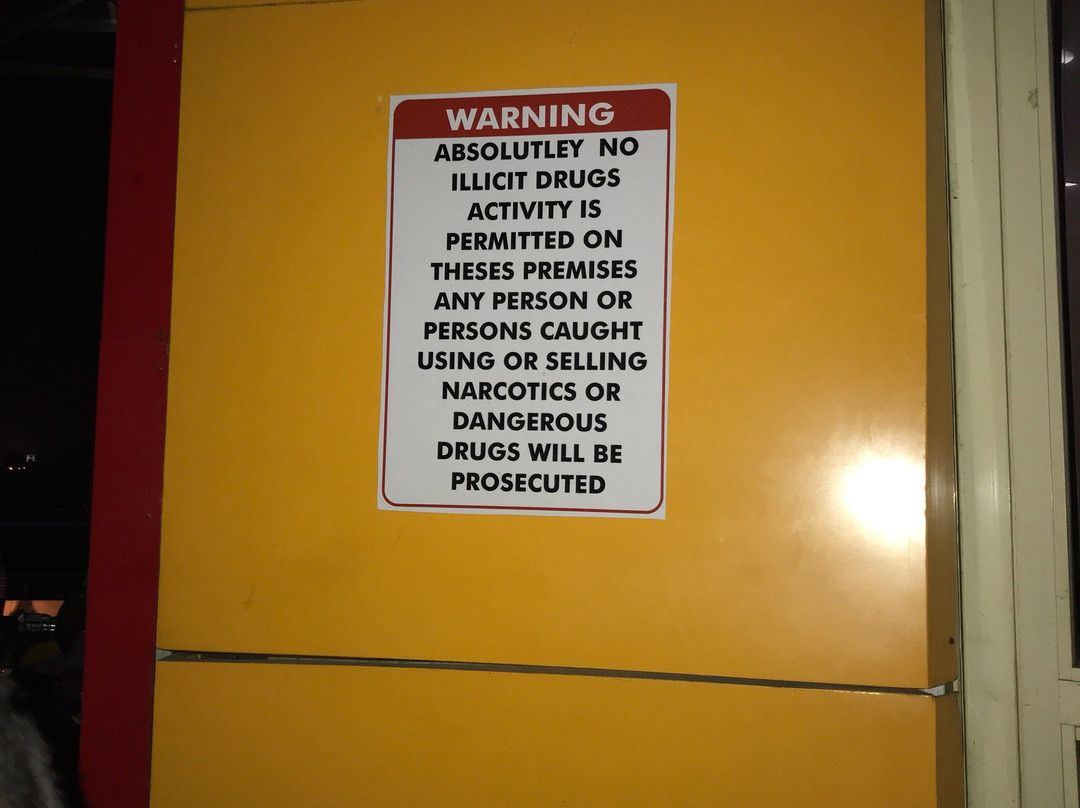 WARNING
ABSOLUTLEY NO
ILLICIT DRUGS
ACTIVITY IS
PERMITTED ON
THESES PREMISES
ANY PERSON OR
PERSONS CAUGHT
USING OR SELLING
NARCOTICS OR
DANGEROUS
DRUGS WILL BE
PROSECUTED